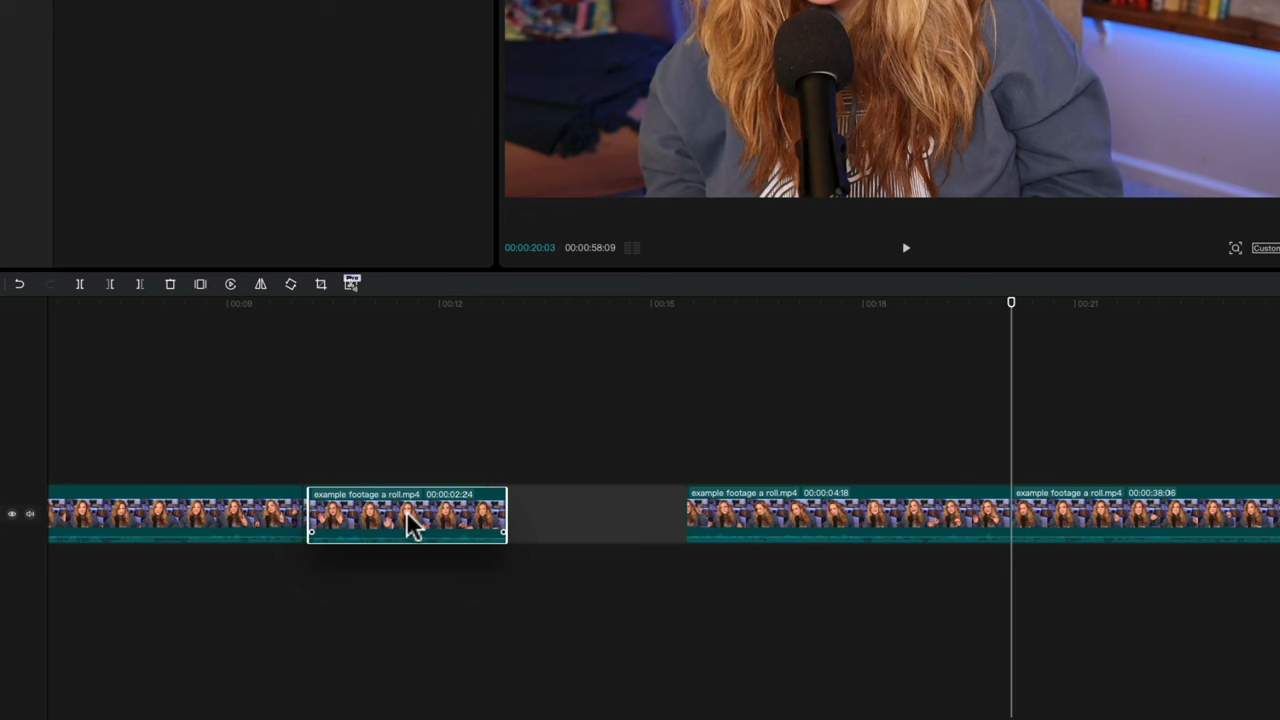 00:00:20:03 00:00:58:09
Custom
Pro
00:09 00:12 00:15 00:18 00:21
example footage a roll.mp4 00:00:02:24
example footage a roll.mp4 00:00:04:18
example footage a roll.mp4 00:00:38:06